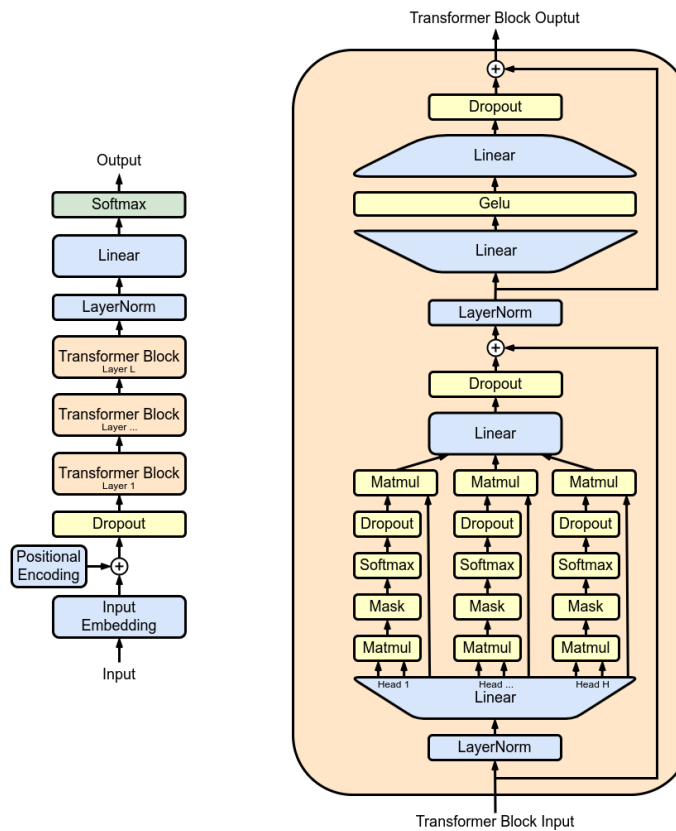 Output
Softmax
Linear
LayerNorm
Transformer Block
Layer L
Transformer Block
Layer ...
Transformer Block
Layer 1
Dropout
Positional
Encoding
+
Input
Embedding
Input
Transformer Block Ouptut
+
Dropout
Linear
Gelu
Linear
LayerNorm
+
Dropout
Linear
Matmul Matmul Matmul
Dropout Dropout Dropout
Softmax Softmax Softmax
Mask Mask Mask
Matmul Matmul Matmul
Head 1 Head ... Head H
Linear
LayerNorm
Transformer Block Input